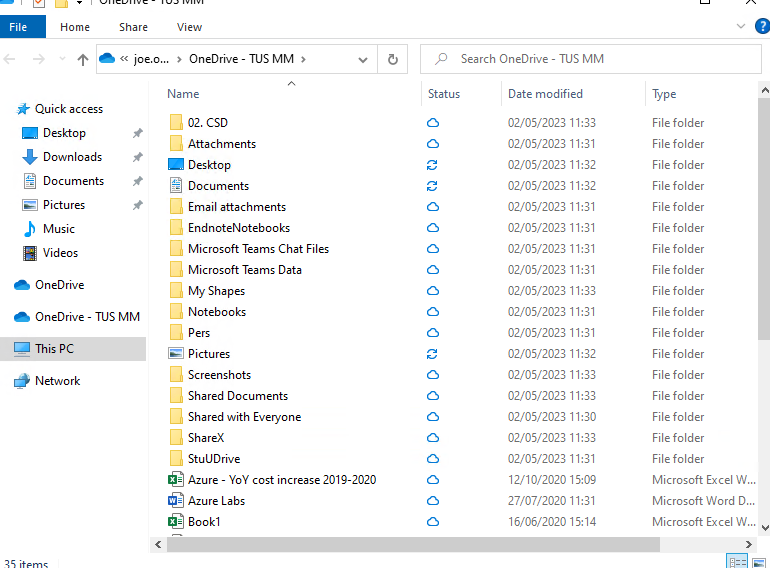 OneDrive - TUS MM
File Home Share View
« joe.o... › OneDrive - TUS MM › Search OneDrive - TUS MM
Name Status Date modified Type
Quick access
Desktop
Downloads
Documents
Pictures
Music
Videos
OneDrive
OneDrive - TUS MM
This PC
Network
02. CSD 02/05/2023 11:33 File folder
Attachments 02/05/2023 11:31 File folder
Desktop 02/05/2023 11:32 File folder
Documents 02/05/2023 11:32 File folder
Email attachments 02/05/2023 11:31 File folder
EndnoteNotebooks 02/05/2023 11:31 File folder
Microsoft Teams Chat Files 02/05/2023 11:31 File folder
Microsoft Teams Data 02/05/2023 11:31 File folder
My Shapes 02/05/2023 11:33 File folder
Notebooks 02/05/2023 11:31 File folder
Pers 02/05/2023 11:31 File folder
Pictures 02/05/2023 11:32 File folder
Screenshots 02/05/2023 11:33 File folder
Shared Documents 02/05/2023 11:33 File folder
Shared with Everyone 02/05/2023 11:30 File folder
ShareX 02/05/2023 11:33 File folder
StuUDrive 02/05/2023 11:31 File folder
Azure - YoY cost increase 2019-2020 12/10/2020 15:09 Microsoft Excel W...
Azure Labs 27/07/2020 11:31 Microsoft Word D...
Book1 16/06/2020 15:14 Microsoft Excel W...
35 items